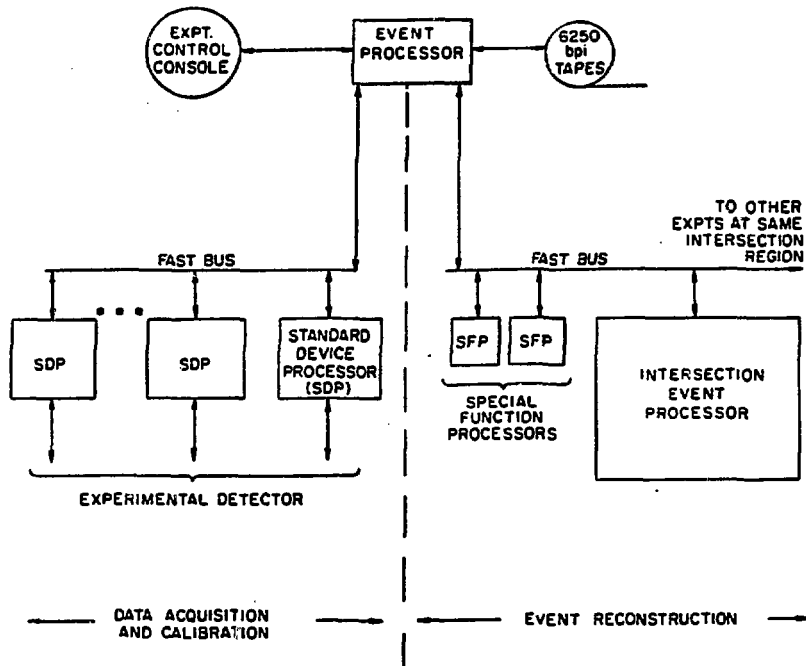 EXPT.
CONTROL
CONSOLE
EVENT
PROCESSOR
6250
bpi
TAPES
TO OTHER
EXPTS AT SAME
INTERSECTION
REGION
FAST BUS
FAST BUS
SDP
SDP
STANDARD
DEVICE
PROCESSOR
(SDP)
SFP
SFP
SPECIAL
FUNCTION
PROCESSORS
INTERSECTION
EVENT
PROCESSOR
EXPERIMENTAL DETECTOR
DATA ACQUISITION
AND CALIBRATION
EVENT RECONSTRUCTION